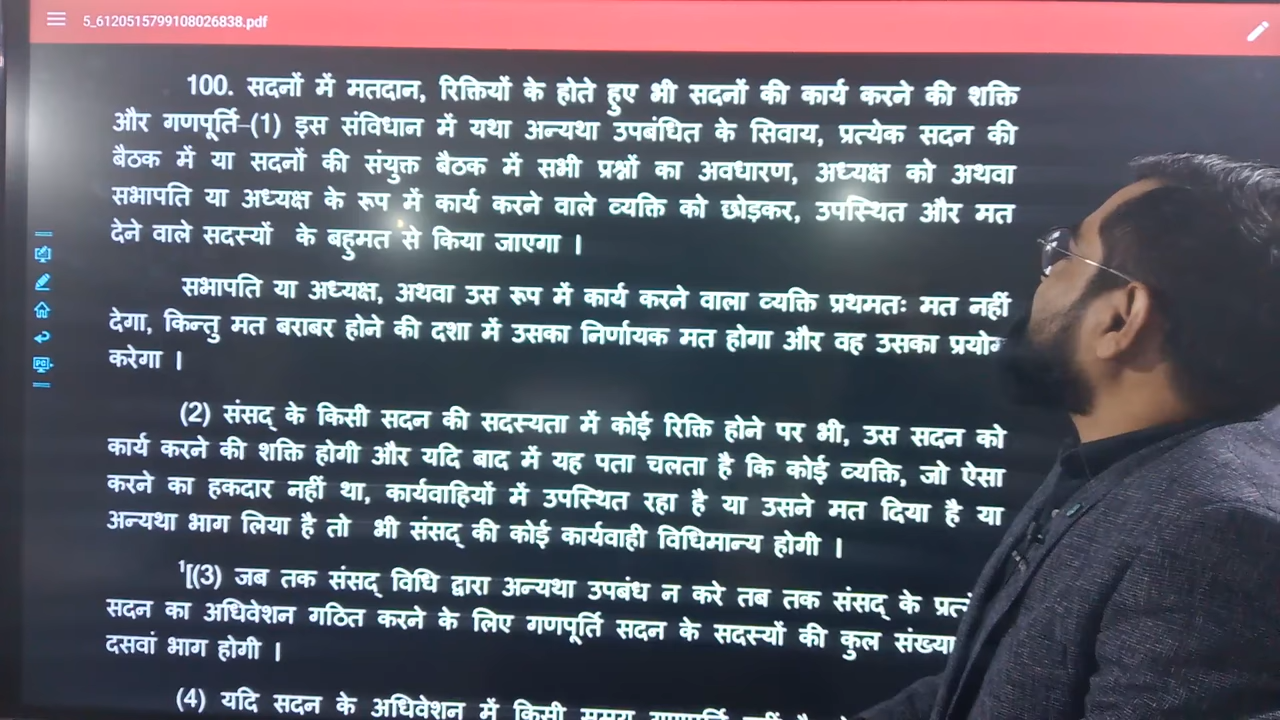 5_6120515799108026838.pdf
100. सदनों में मतदान, रिक्तियों के होते हुए भी सदनों की कार्य करने की शक्ति
और गणपूर्ति–(1) इस संविधान में यथा अन्यथा उपबंधित के सिवाय, प्रत्येक सदन की
बैठक में या सदनों की संयुक्त बैठक में सभी प्रश्नों का अवधारण, अध्यक्ष को अथवा
सभापति या अध्यक्ष के रूप में कार्य करने वाले व्यक्ति को छोड़कर, उपस्थित और मत
देने वाले सदस्यों के बहुमत से किया जाएगा ।
सभापति या अध्यक्ष, अथवा उस रूप में कार्य करने वाला व्यक्ति प्रथमतः मत नहीं
देगा, किन्तु मत बराबर होने की दशा में उसका निर्णायक मत होगा और वह उसका प्रयोग
करेगा ।
(2) संसद् के किसी सदन की सदस्यता में कोई रिक्ति होने पर भी, उस सदन को
कार्य करने की शक्ति होगी और यदि बाद में यह पता चलता है कि कोई व्यक्ति, जो ऐसा
करने का हकदार नहीं था, कार्यवाहियों में उपस्थित रहा है या उसने मत दिया है या
अन्यथा भाग लिया है तो भी संसद् की कोई कार्यवाही विधिमान्य होगी ।
¹[(3) जब तक संसद् विधि द्वारा अन्यथा उपबंध न करे तब तक संसद् के
सदन का अधिवेशन गठित करने के लिए गणपूर्ति सदन के सदस्यों की कुल संख्या
दसवां भाग होगी ।
(4) यदि सदन के अधिवेशन में किसी समय गणपूर्ति नहीं